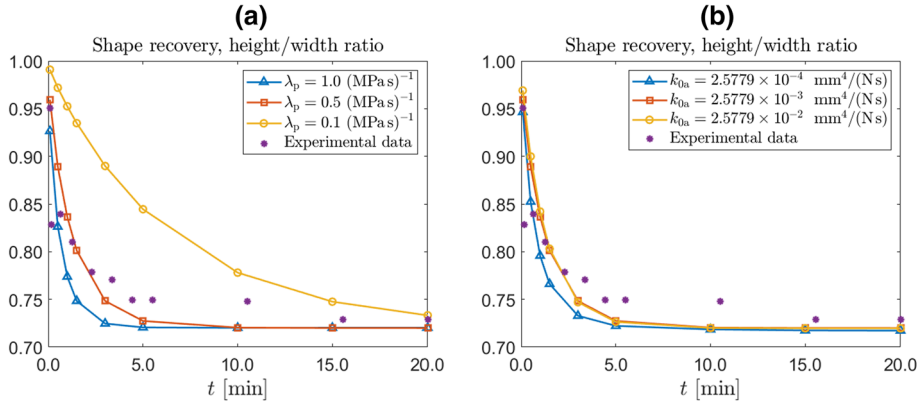 (a)
Shape recovery, height/width ratio
λp = 1.0 (MPa s)⁻¹
λp = 0.5 (MPa s)⁻¹
λp = 0.1 (MPa s)⁻¹
Experimental data
1.00
0.95
0.90
0.85
0.80
0.75
0.70
0.0
5.0
10.0
15.0
20.0
t [min]
(b)
Shape recovery, height/width ratio
k0a = 2.5779 × 10⁻⁴ mm⁴/(Ns)
k0a = 2.5779 × 10⁻³ mm⁴/(Ns)
k0a = 2.5779 × 10⁻² mm⁴/(Ns)
Experimental data
1.00
0.95
0.90
0.85
0.80
0.75
0.70
0.0
5.0
10.0
15.0
20.0
t [min]